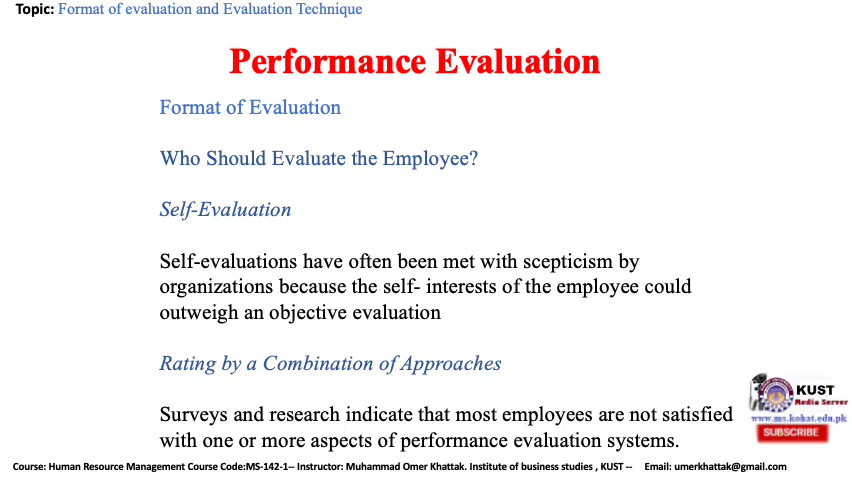 Topic: Format of evaluation and Evaluation Technique
Performance Evaluation
Format of Evaluation
Who Should Evaluate the Employee?
Self-Evaluation
Self-evaluations have often been met with scepticism by
organizations because the self- interests of the employee could
outweigh an objective evaluation
Rating by a Combination of Approaches
Surveys and research indicate that most employees are not satisfied
with one or more aspects of performance evaluation systems.
KUST
Media Server
www.ms.kohat.edu.pk
SUBSCRIBE
Course: Human Resource Management Course Code:MS-142-1-- Instructor: Muhammad Omer Khattak. Institute of business studies , KUST -- Email: umerkhattak@gmail.com